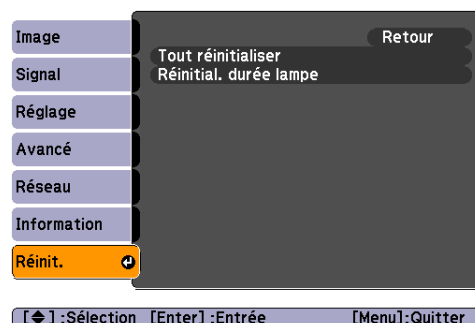 Image
Signal
Réglage
Avancé
Réseau
Information
Réinit.
Retour
Tout réinitialiser
Réinitial. durée lampe
[◆] :Sélection [Enter] :Entrée [Menu]:Quitter